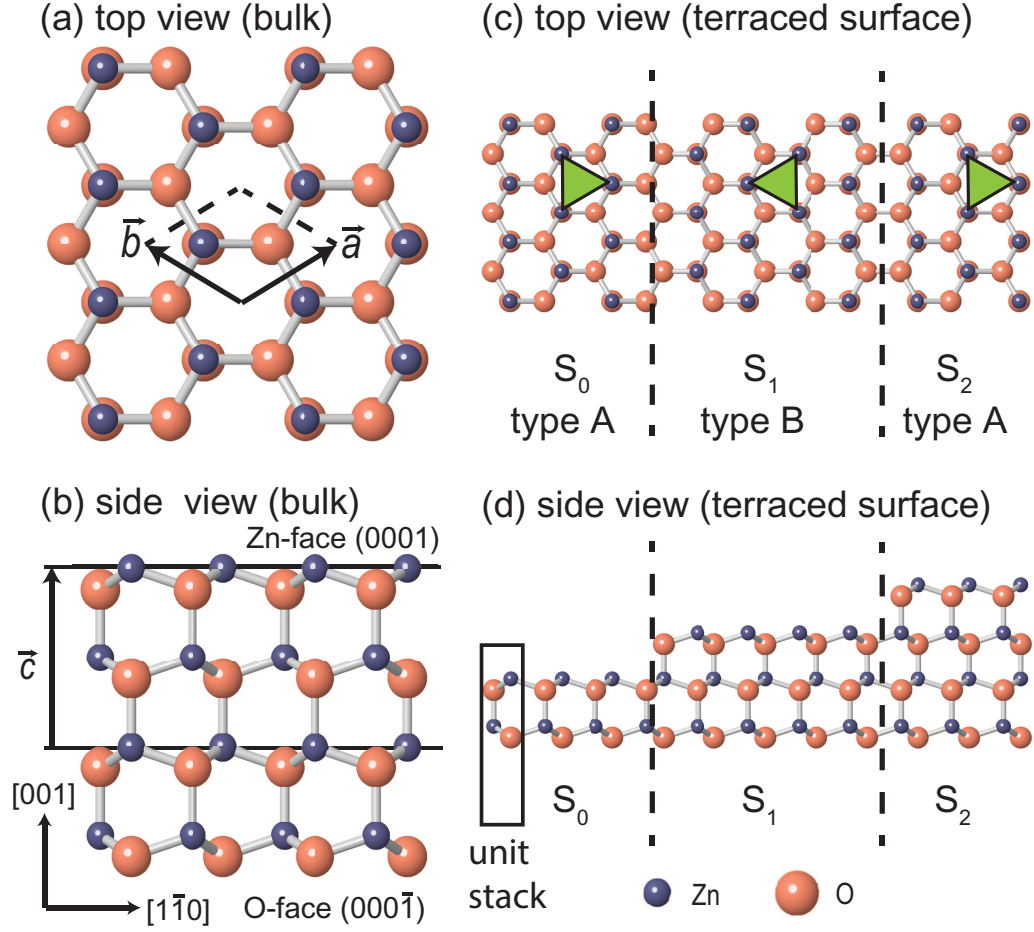 (a) top view (bulk)
b⃗
a⃗
(b) side view (bulk)
Zn-face (0001)
c⃗
[001]
[11̅0]
O-face (0001̅)
(c) top view (terraced surface)
S₀
type A
S₁
type B
S₂
type A
(d) side view (terraced surface)
S₀
S₁
S₂
unit
stack
Zn
O